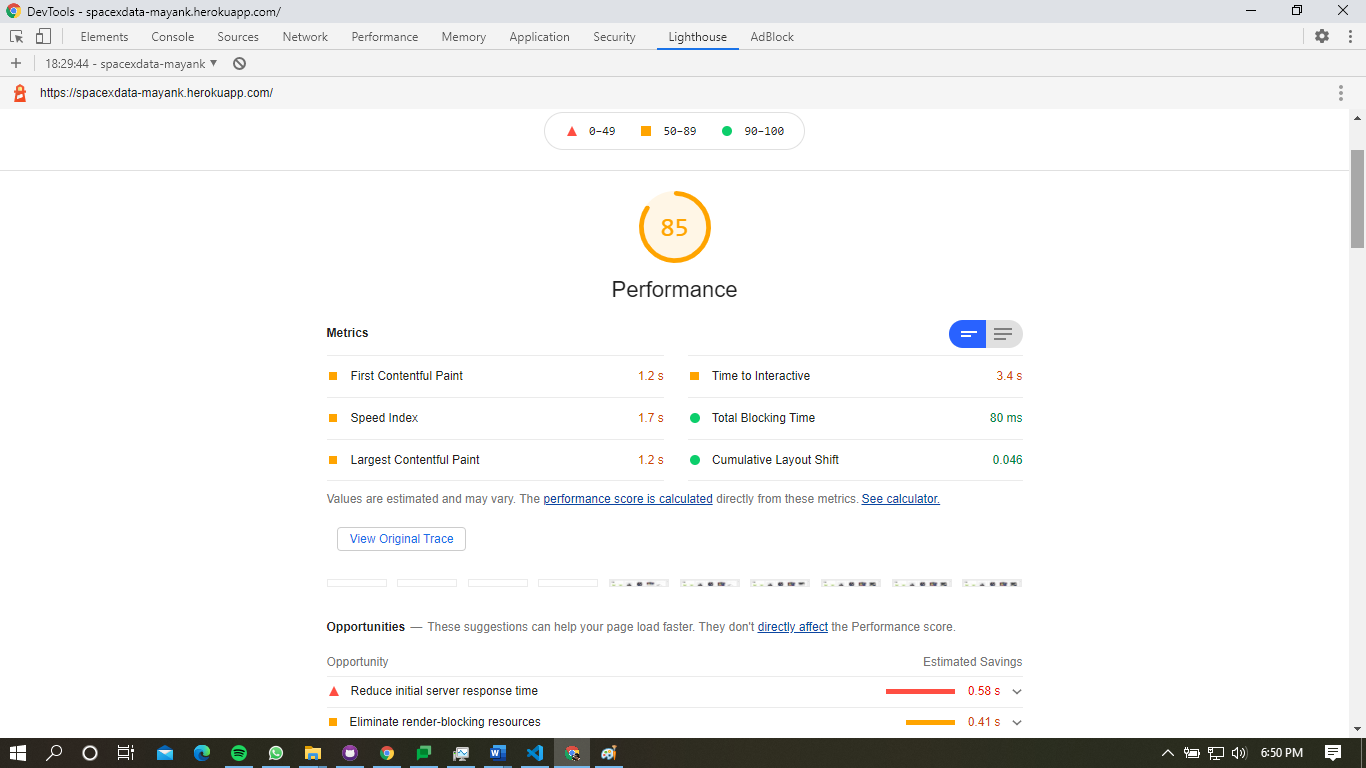 DevTools - spacexdata-mayank.herokuapp.com/
Elements Console Sources Network Performance Memory Application Security Lighthouse AdBlock
18:29:44 - spacexdata-mayank
https://spacexdata-mayank.herokuapp.com/
0–49 50–89 90–100
85
Performance
Metrics
First Contentful Paint 1.2 s Time to Interactive 3.4 s
Speed Index 1.7 s Total Blocking Time 80 ms
Largest Contentful Paint 1.2 s Cumulative Layout Shift 0.046
Values are estimated and may vary. The performance score is calculated directly from these metrics. See calculator.
View Original Trace
Opportunities — These suggestions can help your page load faster. They don't directly affect the Performance score.
Opportunity Estimated Savings
Reduce initial server response time 0.58 s
Eliminate render-blocking resources 0.41 s
6:50 PM